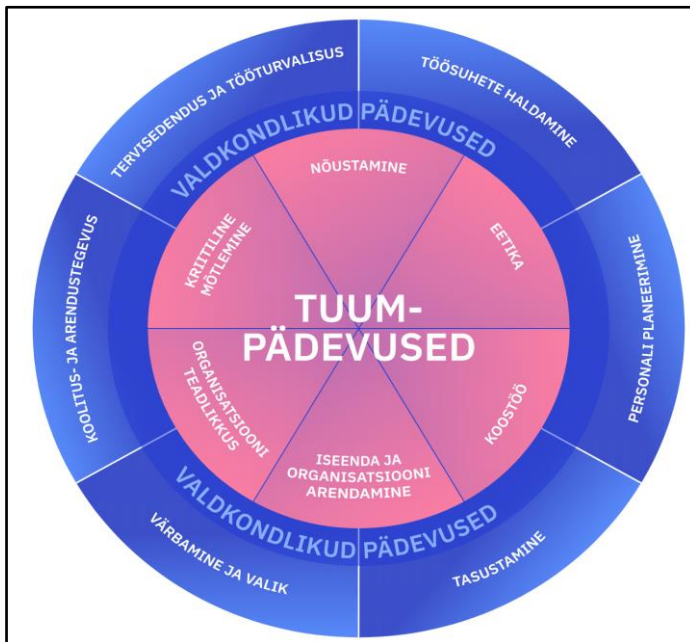 TERVISEDENDUS JA TÖÖTURVALISUS
TÖÖSUHETE HALDAMINE
VALDKONDLIKUD PÄDEVUSED
NÕUSTAMINE
KRIITILINE
MÕTLEMINE
EETIKA
KOOLITUS- JA ARENDUSTEGEVUS
PERSONALI PLANEERIMINE
TUUM-
PÄDEVUSED
ORGANISATSIOONI
TEADLIKKUS
KOOSTÖÖ
ISEENDA JA
ORGANISATSIOONI
ARENDAMINE
VALDKONDLIKUD PÄDEVUSED
VÄRBAMINE JA VALIK
TASUSTAMINE